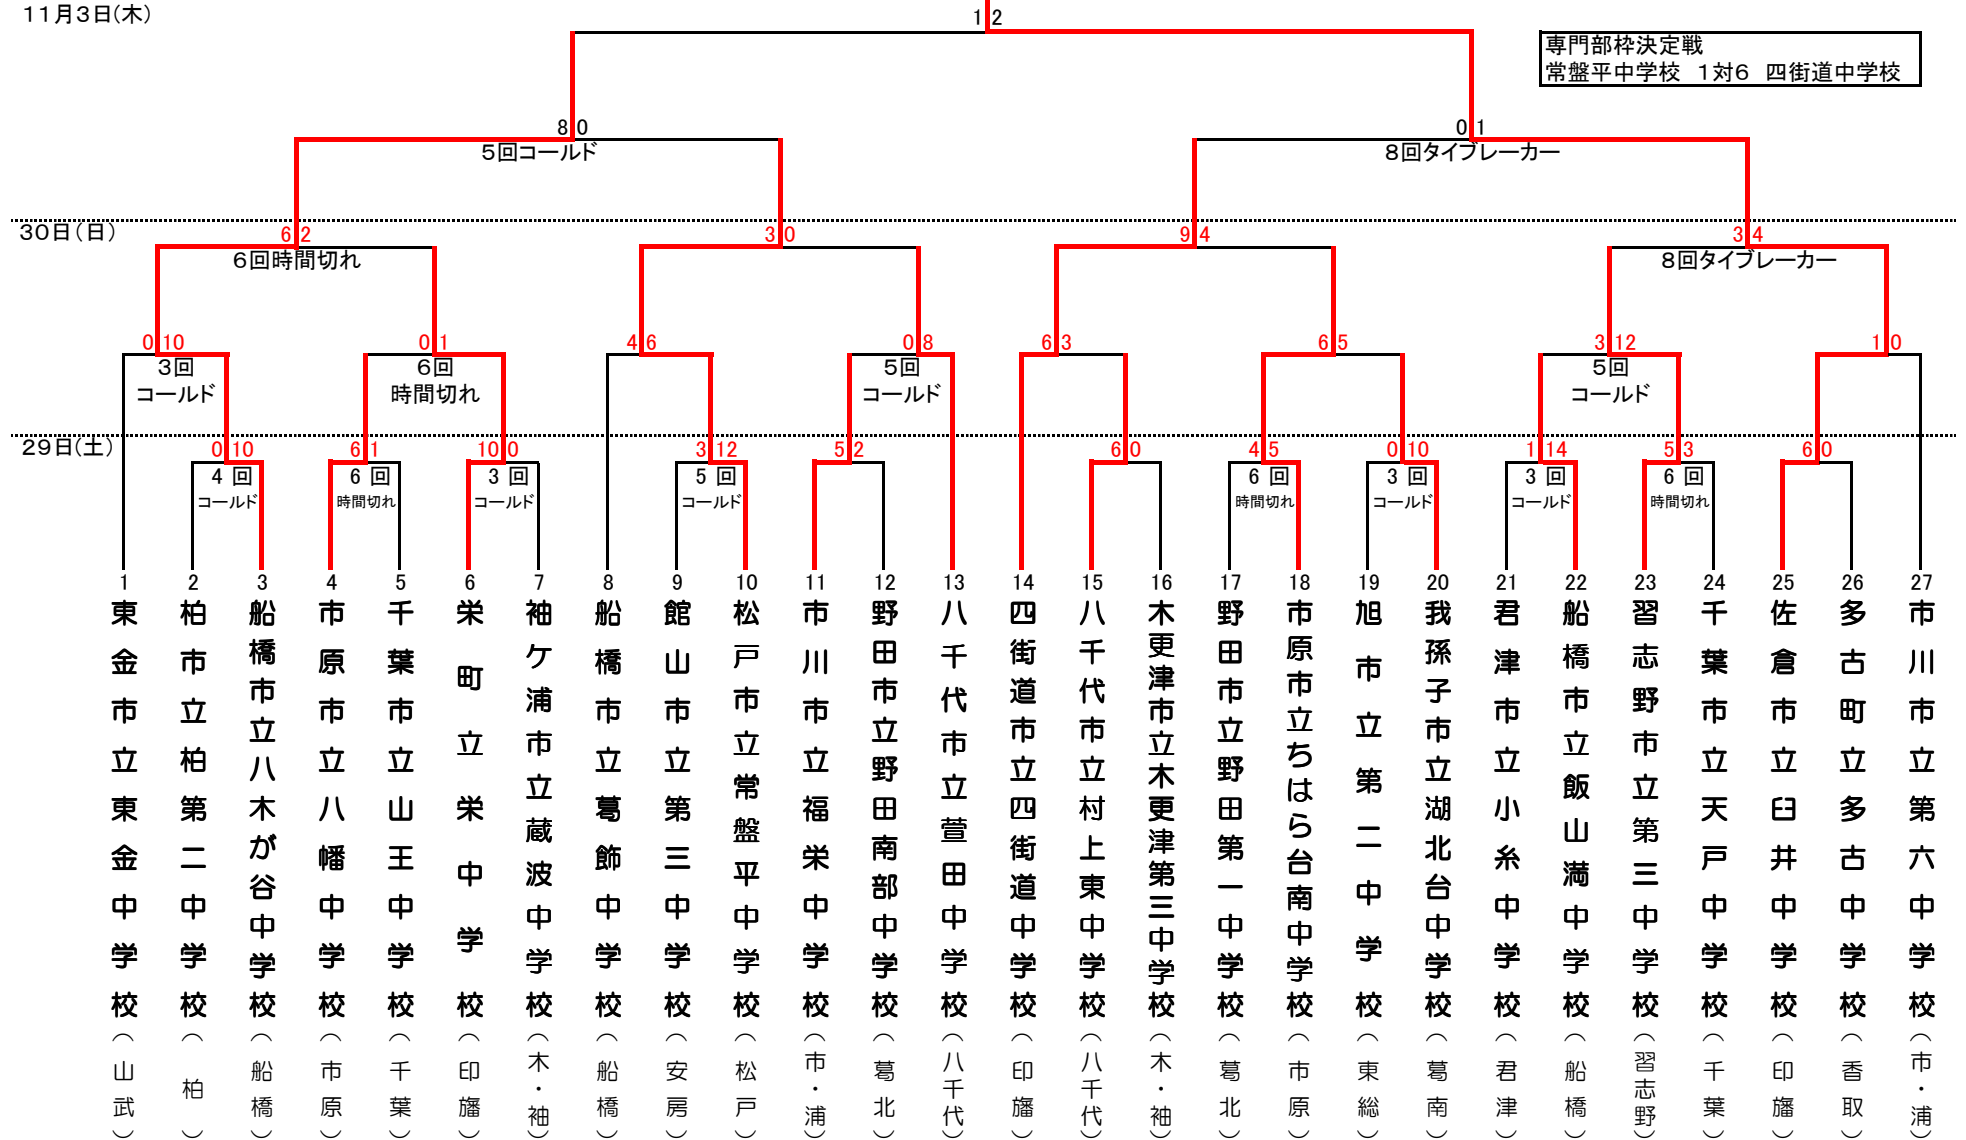 11月3日(木)
1 2
専門部枠決定戦
常盤平中学校 1対6 四街道中学校
8 0
5回コールド
0 1
8回タイブレーカー
30日(日)
6 2
6回時間切れ
3 0
9 4
3 4
8回タイブレーカー
0 10
3回
コールド
0 1
6回
時間切れ
4 6
0 8
5回
コールド
6 3
6 5
3 12
5回
コールド
1 0
29日(土)
0 10
4 回
コールド
6 1
6 回
時間切れ
10 0
3 回
コールド
3 12
5 回
コールド
5 2
6 0
4 5
6 回
時間切れ
0 10
3 回
コールド
1 14
3 回
コールド
5 3
6 回
時間切れ
6 0
1 東金市立東金中学校(山武)
2 柏市立柏第二中学校(柏)
3 船橋市立八木が谷中学校(船橋)
4 市原市立八幡中学校(市原)
5 千葉市立山王中学校(千葉)
6 栄町立栄中学校(印旛)
7 袖ケ浦市立蔵波中学校(木・袖)
8 船橋市立葛飾中学校(船橋)
9 館山市立第三中学校(安房)
10 松戸市立常盤平中学校(松戸)
11 市川市立福栄中学校(市・浦)
12 野田市立野田南部中学校(葛北)
13 八千代市立萱田中学校(八千代)
14 四街道市立四街道中学校(印旛)
15 八千代市立村上東中学校(八千代)
16 木更津市立木更津第三中学校(木・袖)
17 野田市立野田第一中学校(葛北)
18 市原市立ちはら台南中学校(市原)
19 旭市立第二中学校(東総)
20 我孫子市立湖北台中学校(葛南)
21 君津市立小糸中学校(君津)
22 船橋市立飯山満中学校(船橋)
23 習志野市立第三中学校(習志野)
24 千葉市立天戸中学校(千葉)
25 佐倉市立臼井中学校(印旛)
26 多古町立多古中学校(香取)
27 市川市立第六中学校(市・浦)